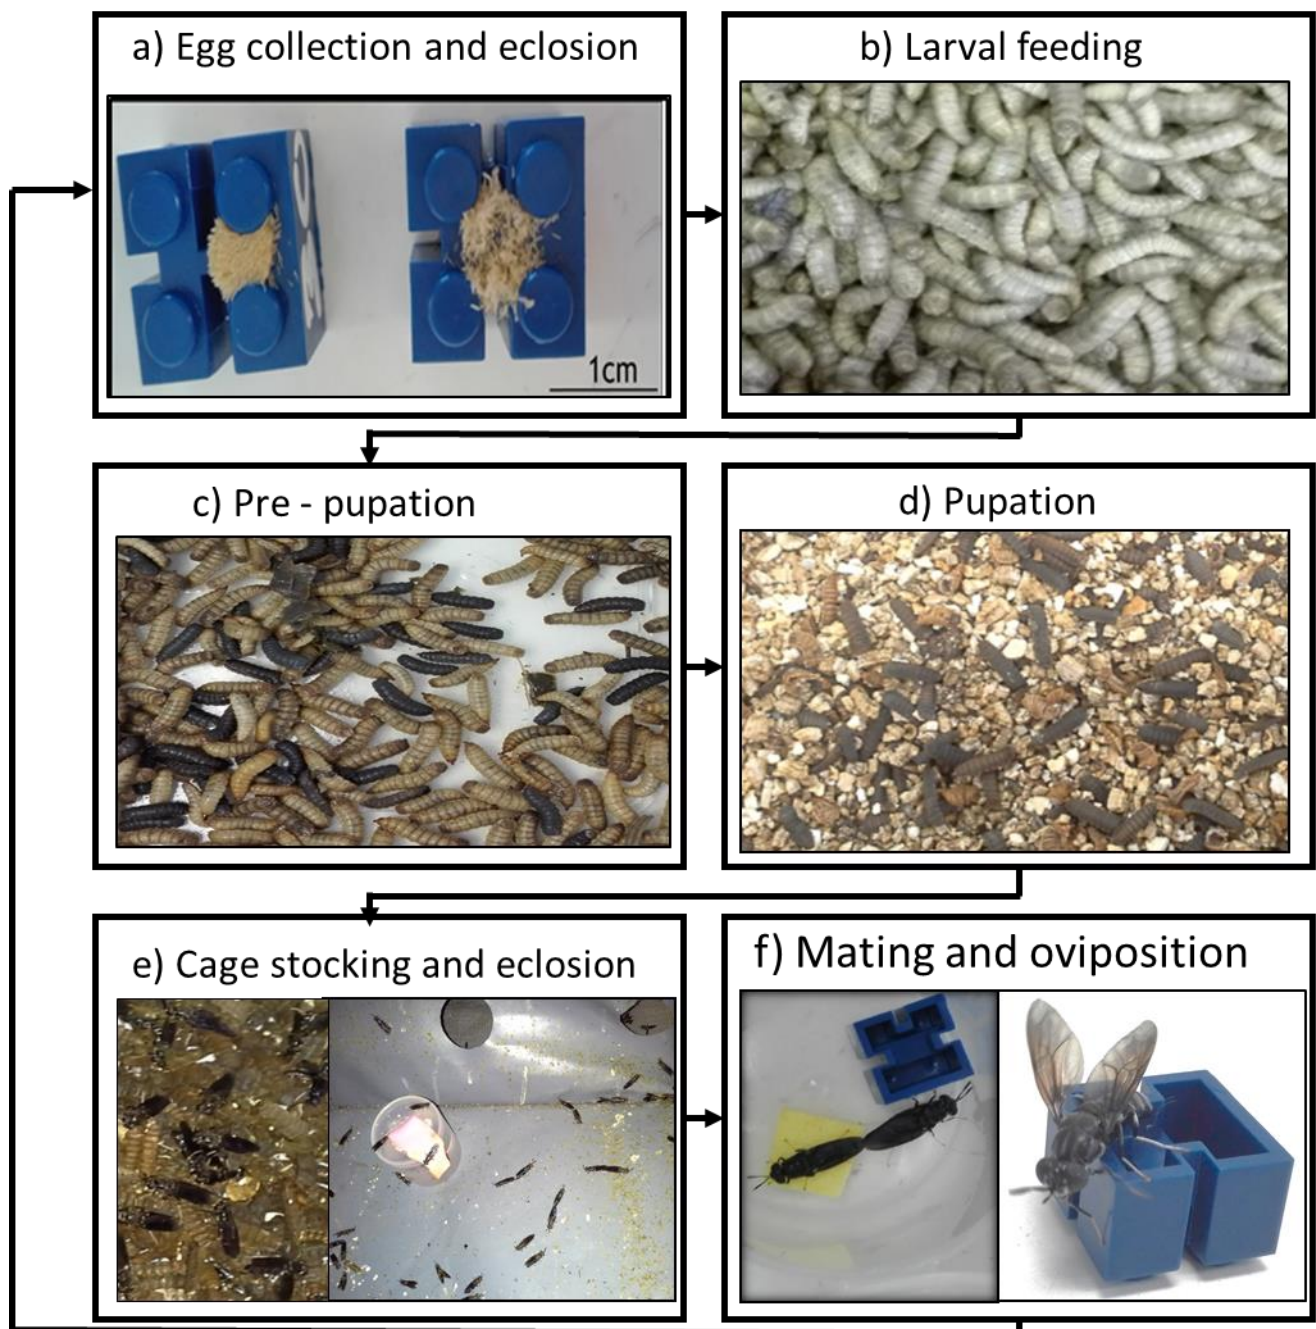 a) Egg collection and eclosion
b) Larval feeding
1cm
c) Pre - pupation
d) Pupation
e) Cage stocking and eclosion
f) Mating and oviposition